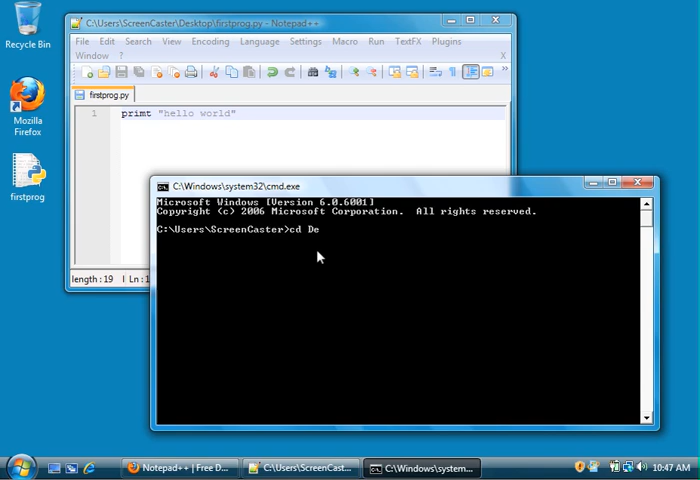 Recycle Bin
Mozilla
Firefox
firstprog
C:\Users\ScreenCaster\Desktop\firstprog.py - Notepad++
File Edit Search View Encoding Language Settings Macro Run TextFX Plugins
Window ? X
firstprog.py
1 primt "hello world"
length : 19 Ln : 1
C:\Windows\system32\cmd.exe
Microsoft Windows [Version 6.0.6001]
Copyright (c) 2006 Microsoft Corporation. All rights reserved.
C:\Users\ScreenCaster>cd De
Notepad++ | Free D... C:\Users\ScreenCast... C:\Windows\system... 10:47 AM